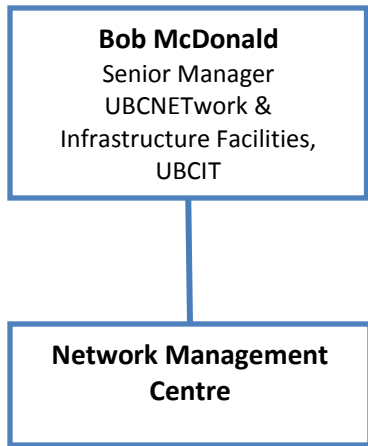 Bob McDonald
Senior Manager
UBCNETwork &
Infrastructure Facilities,
UBCIT
Network Management
Centre